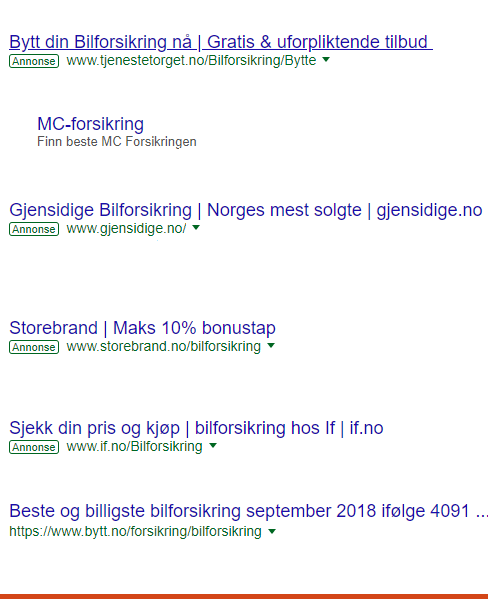 Bytt din Bilforsikring nå | Gratis & uforpliktende tilbud
Annonse www.tjenestetorget.no/Bilforsikring/Bytte
MC-forsikring
Finn beste MC Forsikringen
Gjensidige Bilforsikring | Norges mest solgte | gjensidige.no
Annonse www.gjensidige.no/
Storebrand | Maks 10% bonustap
Annonse www.storebrand.no/bilforsikring
Sjekk din pris og kjøp | bilforsikring hos If | if.no
Annonse www.if.no/Bilforsikring
Beste og billigste bilforsikring september 2018 ifølge 4091 ...
https://www.bytt.no/forsikring/bilforsikring